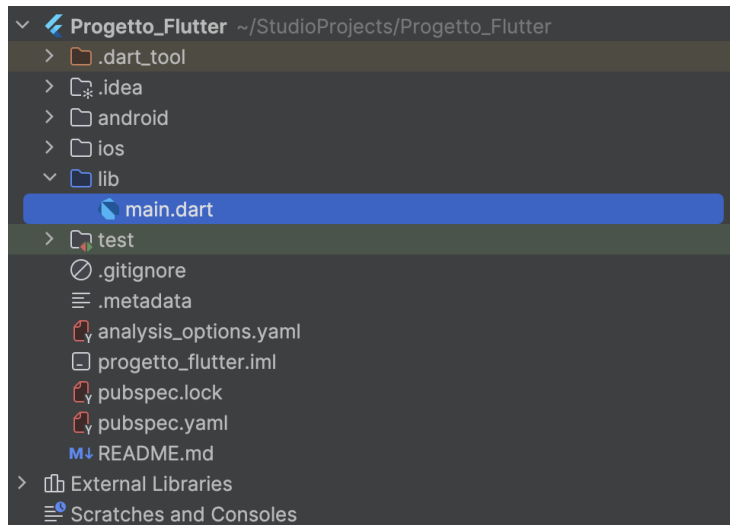 Progetto_Flutter ~/StudioProjects/Progetto_Flutter
.dart_tool
.idea
android
ios
lib
main.dart
test
.gitignore
.metadata
analysis_options.yaml
progetto_flutter.iml
pubspec.lock
pubspec.yaml
M↓ README.md
External Libraries
Scratches and Consoles